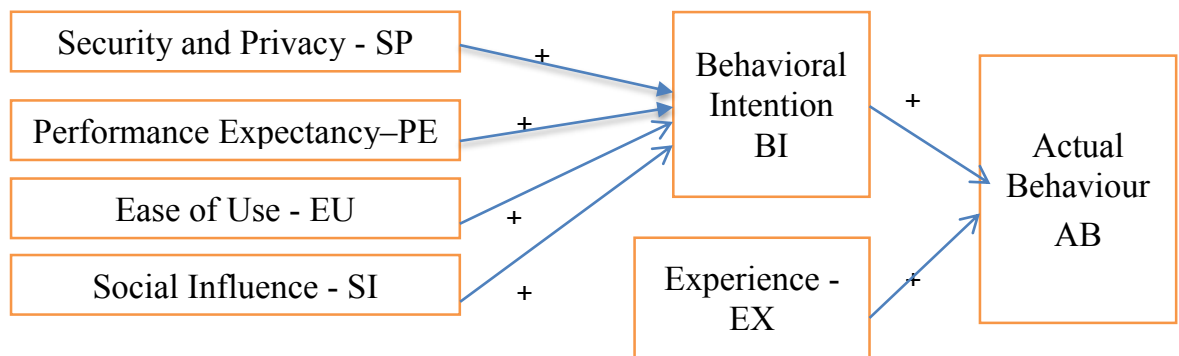 Security and Privacy - SP
+
Performance Expectancy–PE
+
Ease of Use - EU
+
Social Influence - SI
+
Behavioral
Intention
BI
+
Experience -
EX
+
Actual
Behaviour
AB